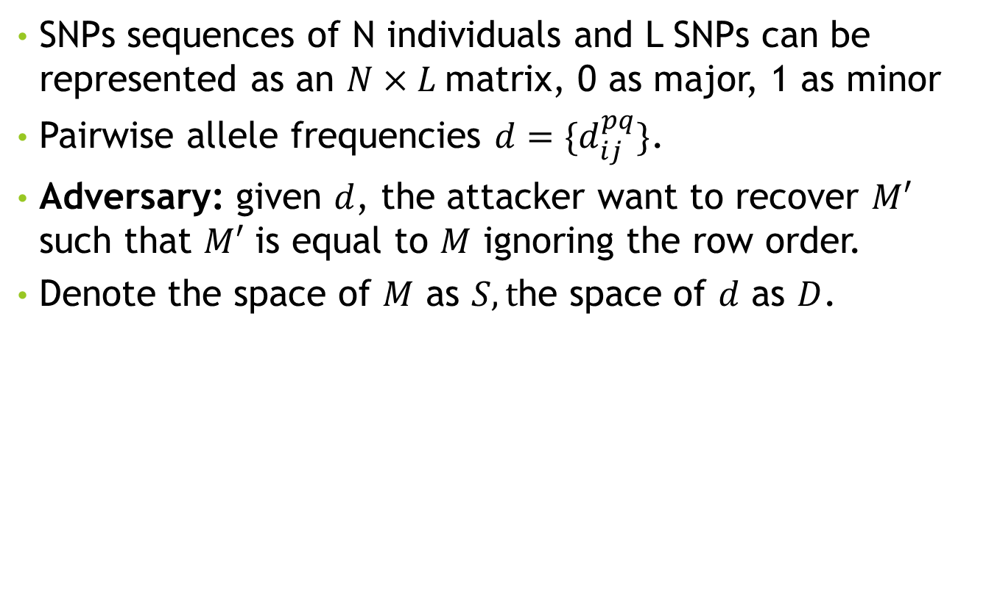 • SNPs sequences of N individuals and L SNPs can be
represented as an 𝑁 × 𝐿 matrix, 0 as major, 1 as minor
• Pairwise allele frequencies 𝑑 = {𝑑_{𝑖𝑗}^{𝑝𝑞}}.
• Adversary: given 𝑑, the attacker want to recover 𝑀′
such that 𝑀′ is equal to 𝑀 ignoring the row order.
• Denote the space of 𝑀 as 𝑆, the space of 𝑑 as 𝐷.